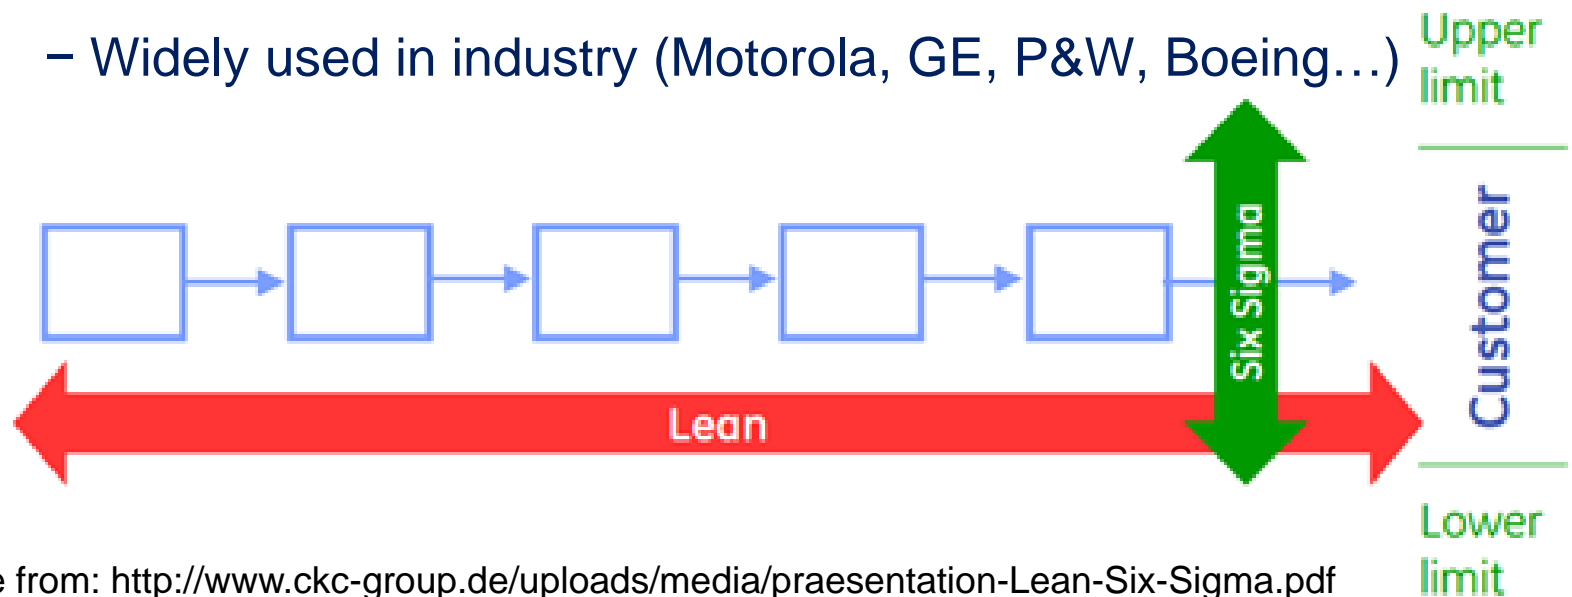 − Widely used in industry (Motorola, GE, P&W, Boeing…)
Upper
limit
Six Sigma
Customer
Lean
Lower
limit
e from: http://www.ckc-group.de/uploads/media/praesentation-Lean-Six-Sigma.pdf